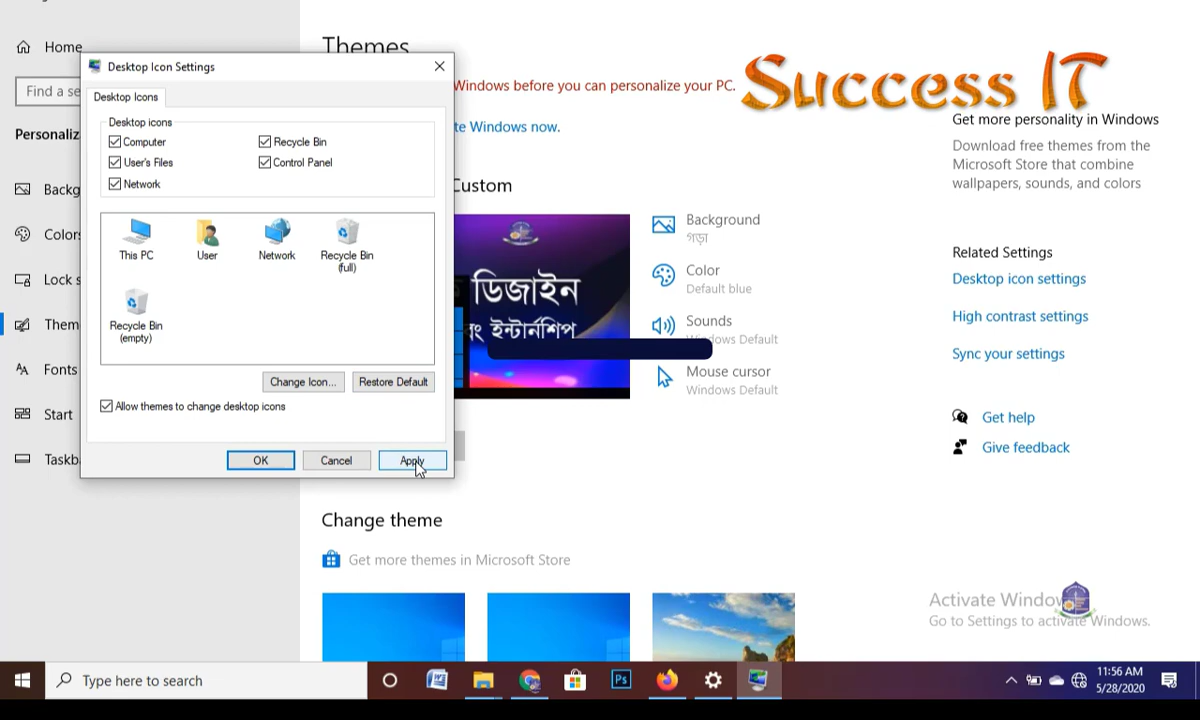 Home
Find a se
Personaliz
Backg
Colors
Lock s
Them
Fonts
Start
Taskb
Desktop Icon Settings
Desktop Icons
Desktop icons
Computer
Recycle Bin
User's Files
Control Panel
Network
This PC
User
Network
Recycle Bin
(full)
Recycle Bin
(empty)
Change Icon...
Restore Default
Allow themes to change desktop icons
OK
Cancel
Apply
Themes
Windows before you can personalize your PC.
te Windows now.
Custom
ডিজাইন
ইন্টার্নশিপ
Background
গড়া
Color
Default blue
Sounds
Windows Default
Mouse cursor
Windows Default
Change theme
Get more themes in Microsoft Store
Success IT
Get more personality in Windows
Download free themes from the
Microsoft Store that combine
wallpapers, sounds, and colors
Related Settings
Desktop icon settings
High contrast settings
Sync your settings
Get help
Give feedback
Activate Windows
Go to Settings to activate Windows.
Type here to search
Ps
11:56 AM
5/28/2020